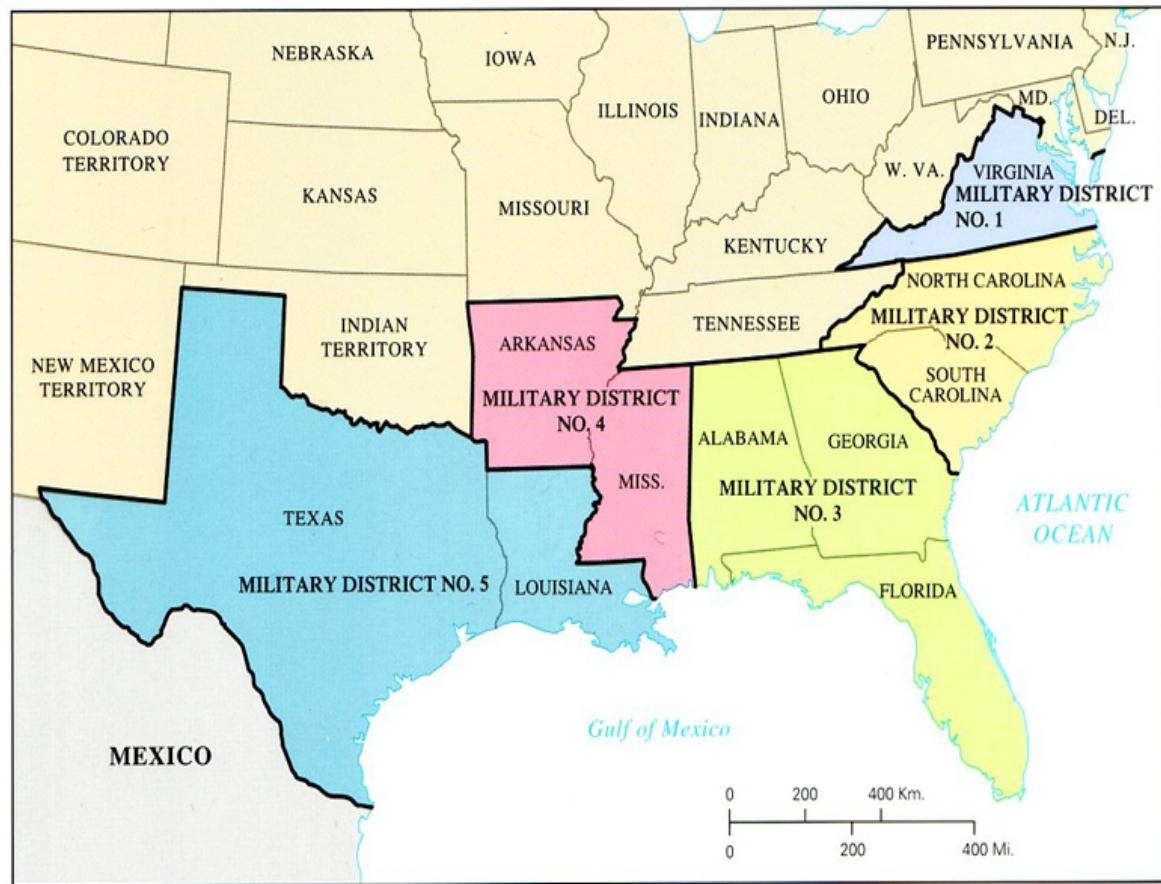 NEBRASKA
IOWA
ILLINOIS
INDIANA
OHIO
PENNSYLVANIA
N.J.
MD.
DEL.
COLORADO
TERRITORY
KANSAS
MISSOURI
W. VA.
VIRGINIA
MILITARY DISTRICT
NO. 1
KENTUCKY
NORTH CAROLINA
MILITARY DISTRICT
NO. 2
SOUTH
CAROLINA
TENNESSEE
INDIAN
TERRITORY
ARKANSAS
MILITARY DISTRICT
NO. 4
MISS.
NEW MEXICO
TERRITORY
ALABAMA
GEORGIA
MILITARY DISTRICT
NO. 3
FLORIDA
TEXAS
MILITARY DISTRICT NO. 5
LOUISIANA
ATLANTIC
OCEAN
Gulf of Mexico
MEXICO
0 200 400 Km.
0 200 400 Mi.